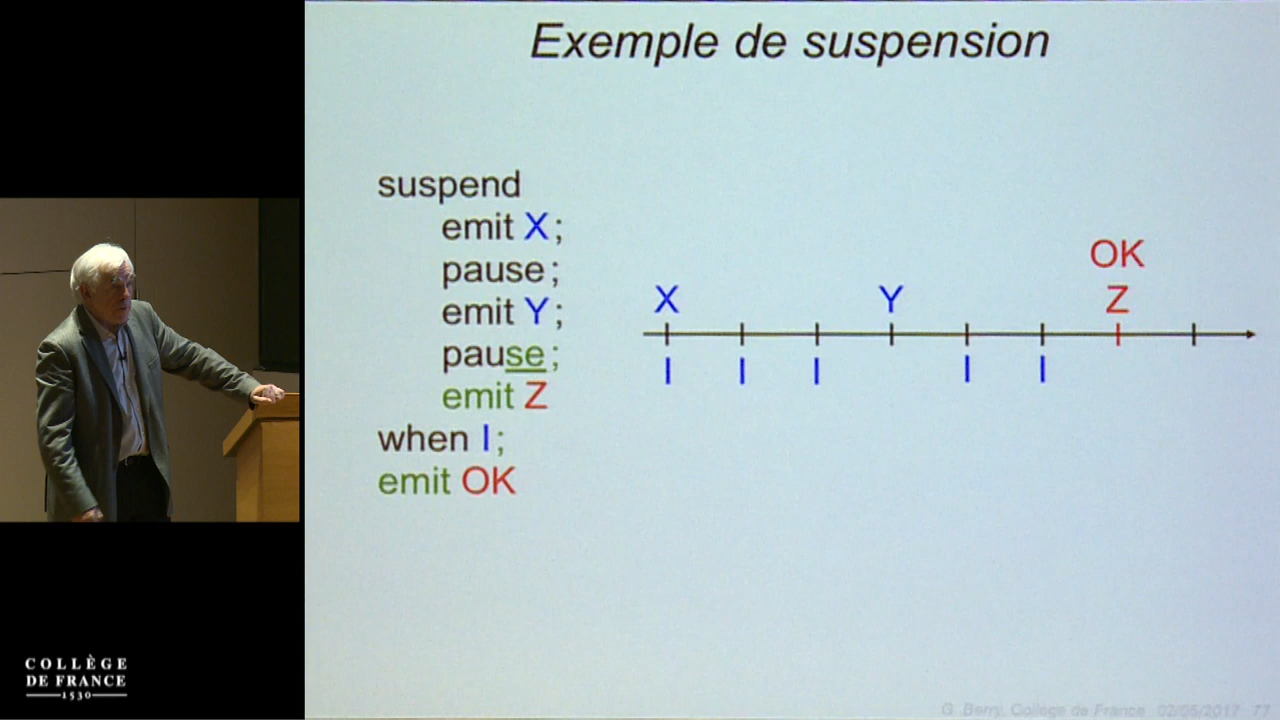 Exemple de suspension
suspend
emit X ;
pause ;
emit Y ;
pause ;
emit Z
when I ;
emit OK
OK
X Y Z
I I I I I
COLLÈGE
DE FRANCE
1530
G. Berry, Collège de France 02/05/2017 77